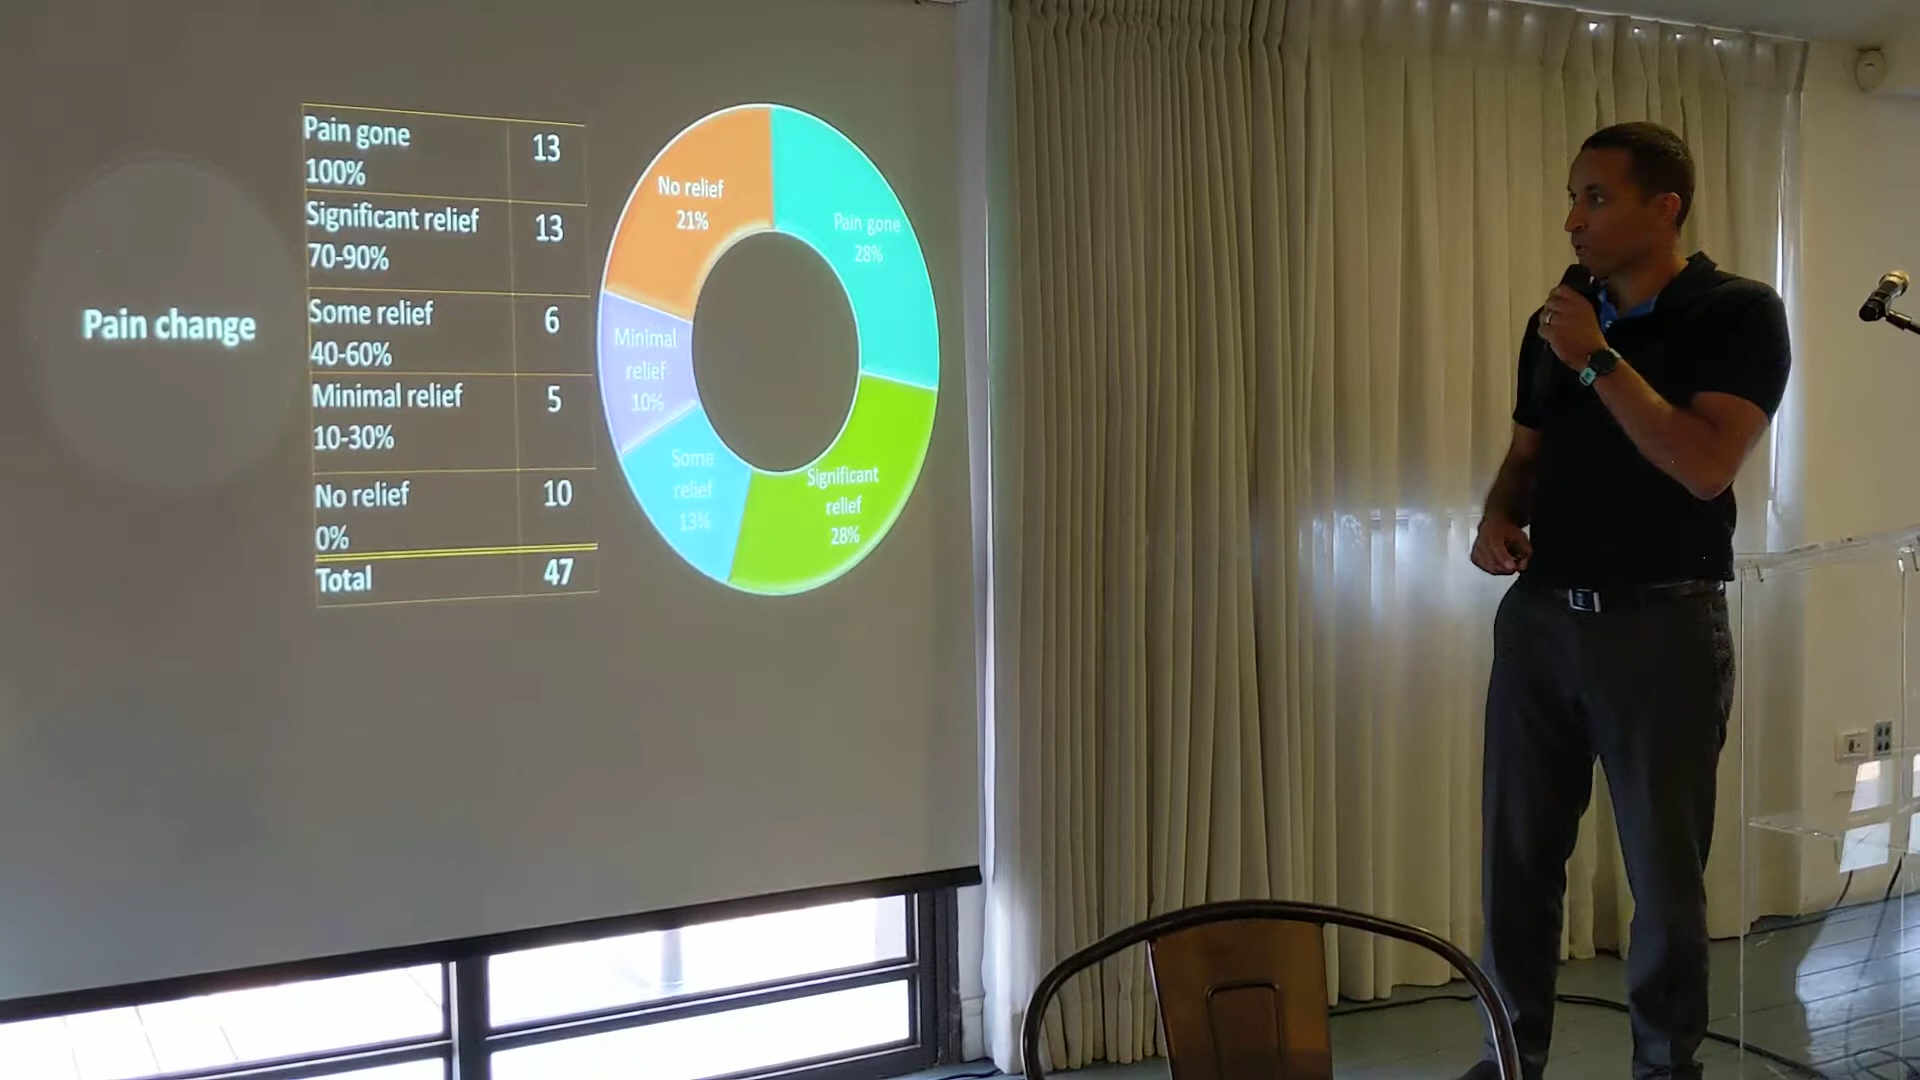 Pain change
Pain gone 13
100%
Significant relief 13
70-90%
Some relief 6
40-60%
Minimal relief 5
10-30%
No relief 10
0%
Total 47
No relief
21%
Pain gone
28%
Minimal
relief
10%
Some
relief
13%
Significant
relief
28%